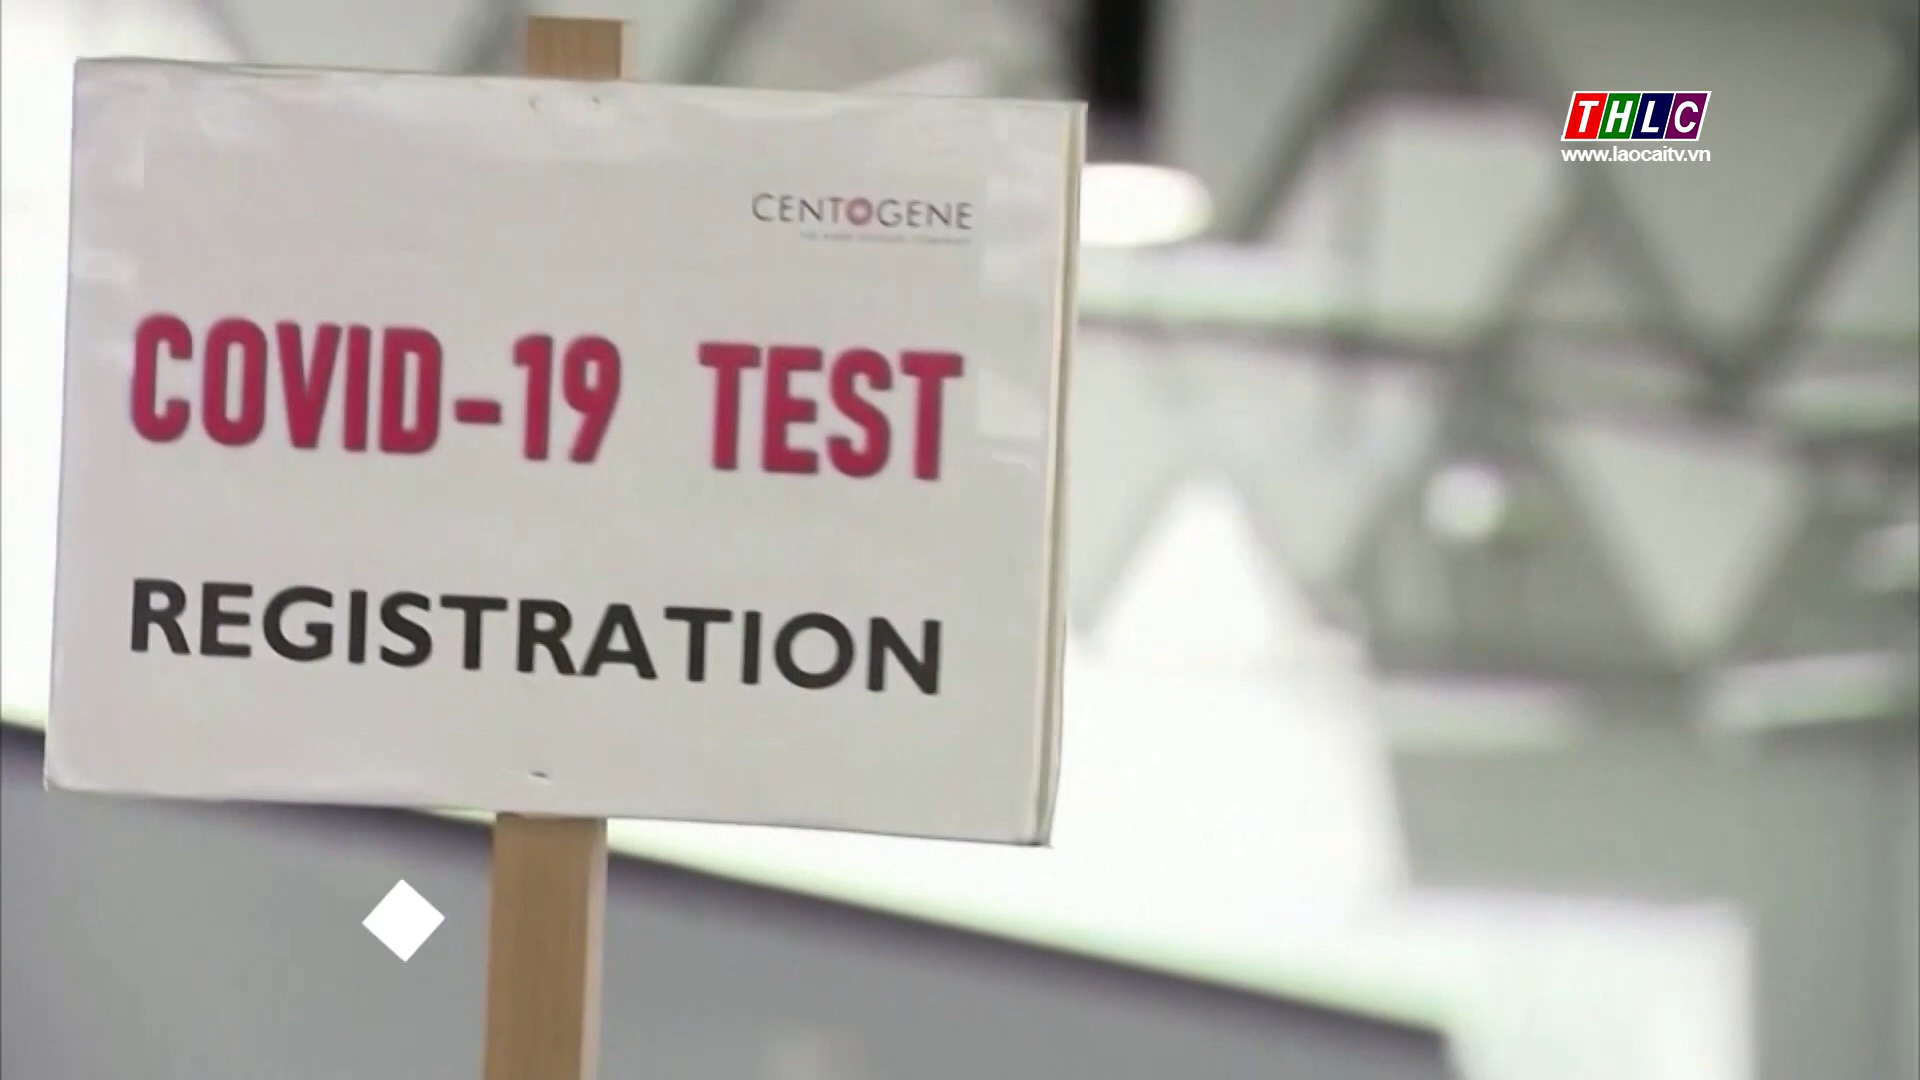 THLC
www.laocaitv.vn
CENTOGENE
COVID-19 TEST
REGISTRATION